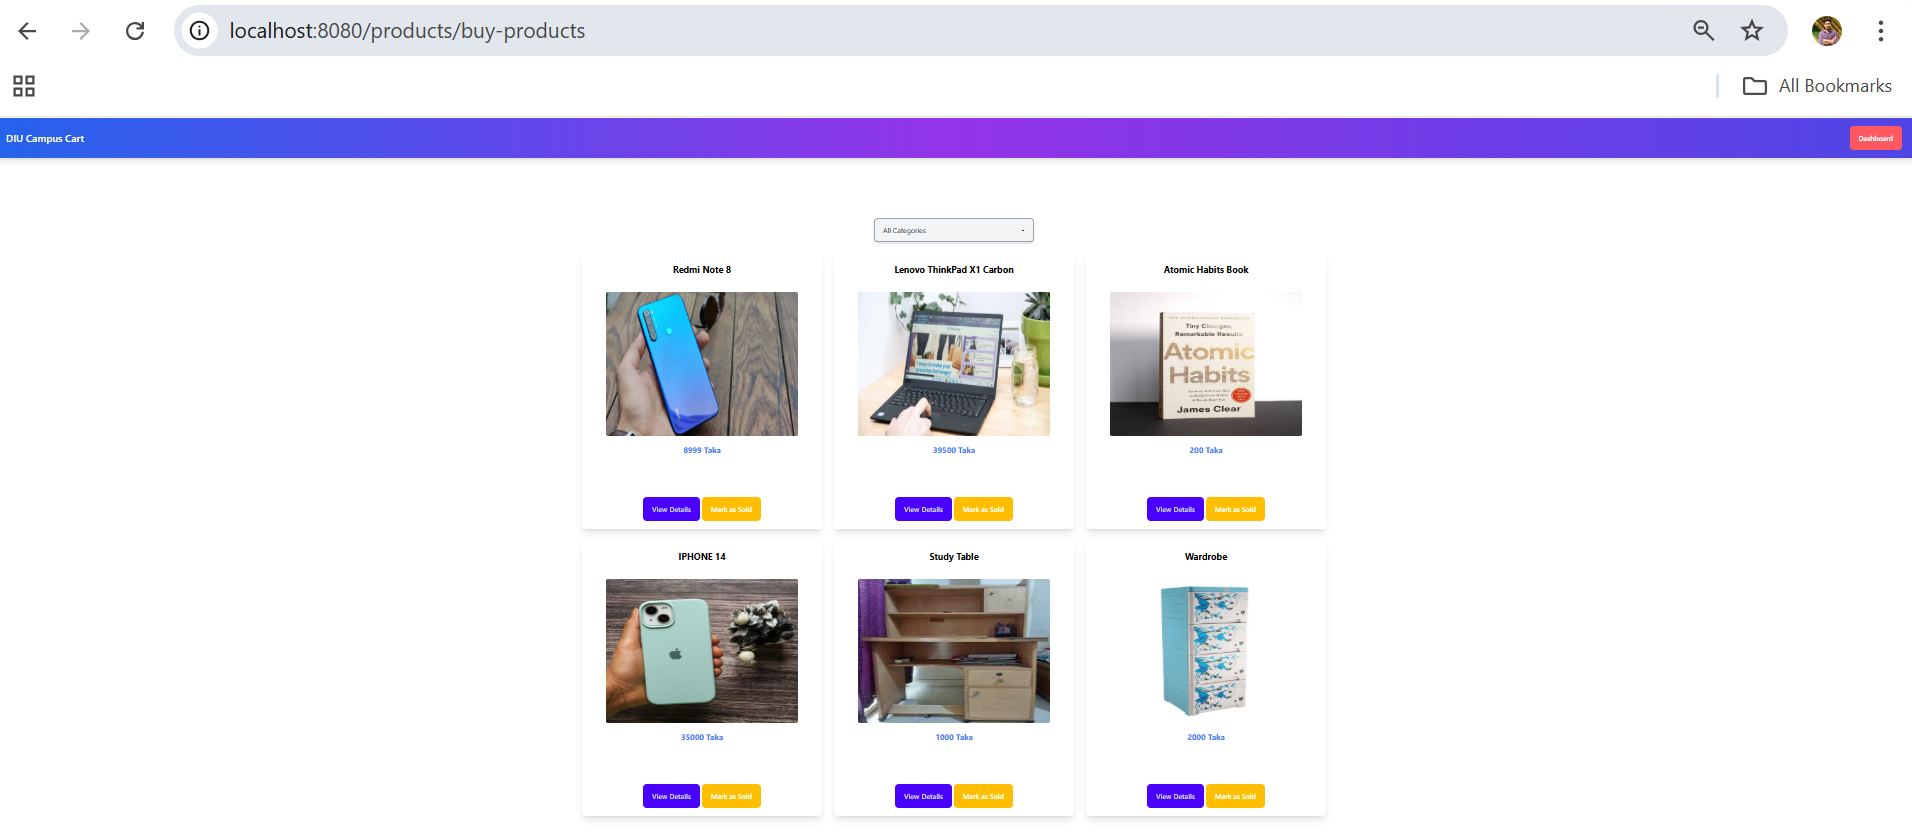 localhost:8080/products/buy-products
All Bookmarks
DIU Campus Cart
Dashboard
All Categories
Redmi Note 8
Lenovo ThinkPad X1 Carbon
Atomic Habits Book
Tiny Changes,
Remarkable Results
Atomic
Habits
James Clear
8999 Taka
39500 Taka
200 Taka
View Details
Mark as Sold
View Details
Mark as Sold
View Details
Mark as Sold
IPHONE 14
Study Table
Wardrobe
35000 Taka
1000 Taka
2000 Taka
View Details
Mark as Sold
View Details
Mark as Sold
View Details
Mark as Sold